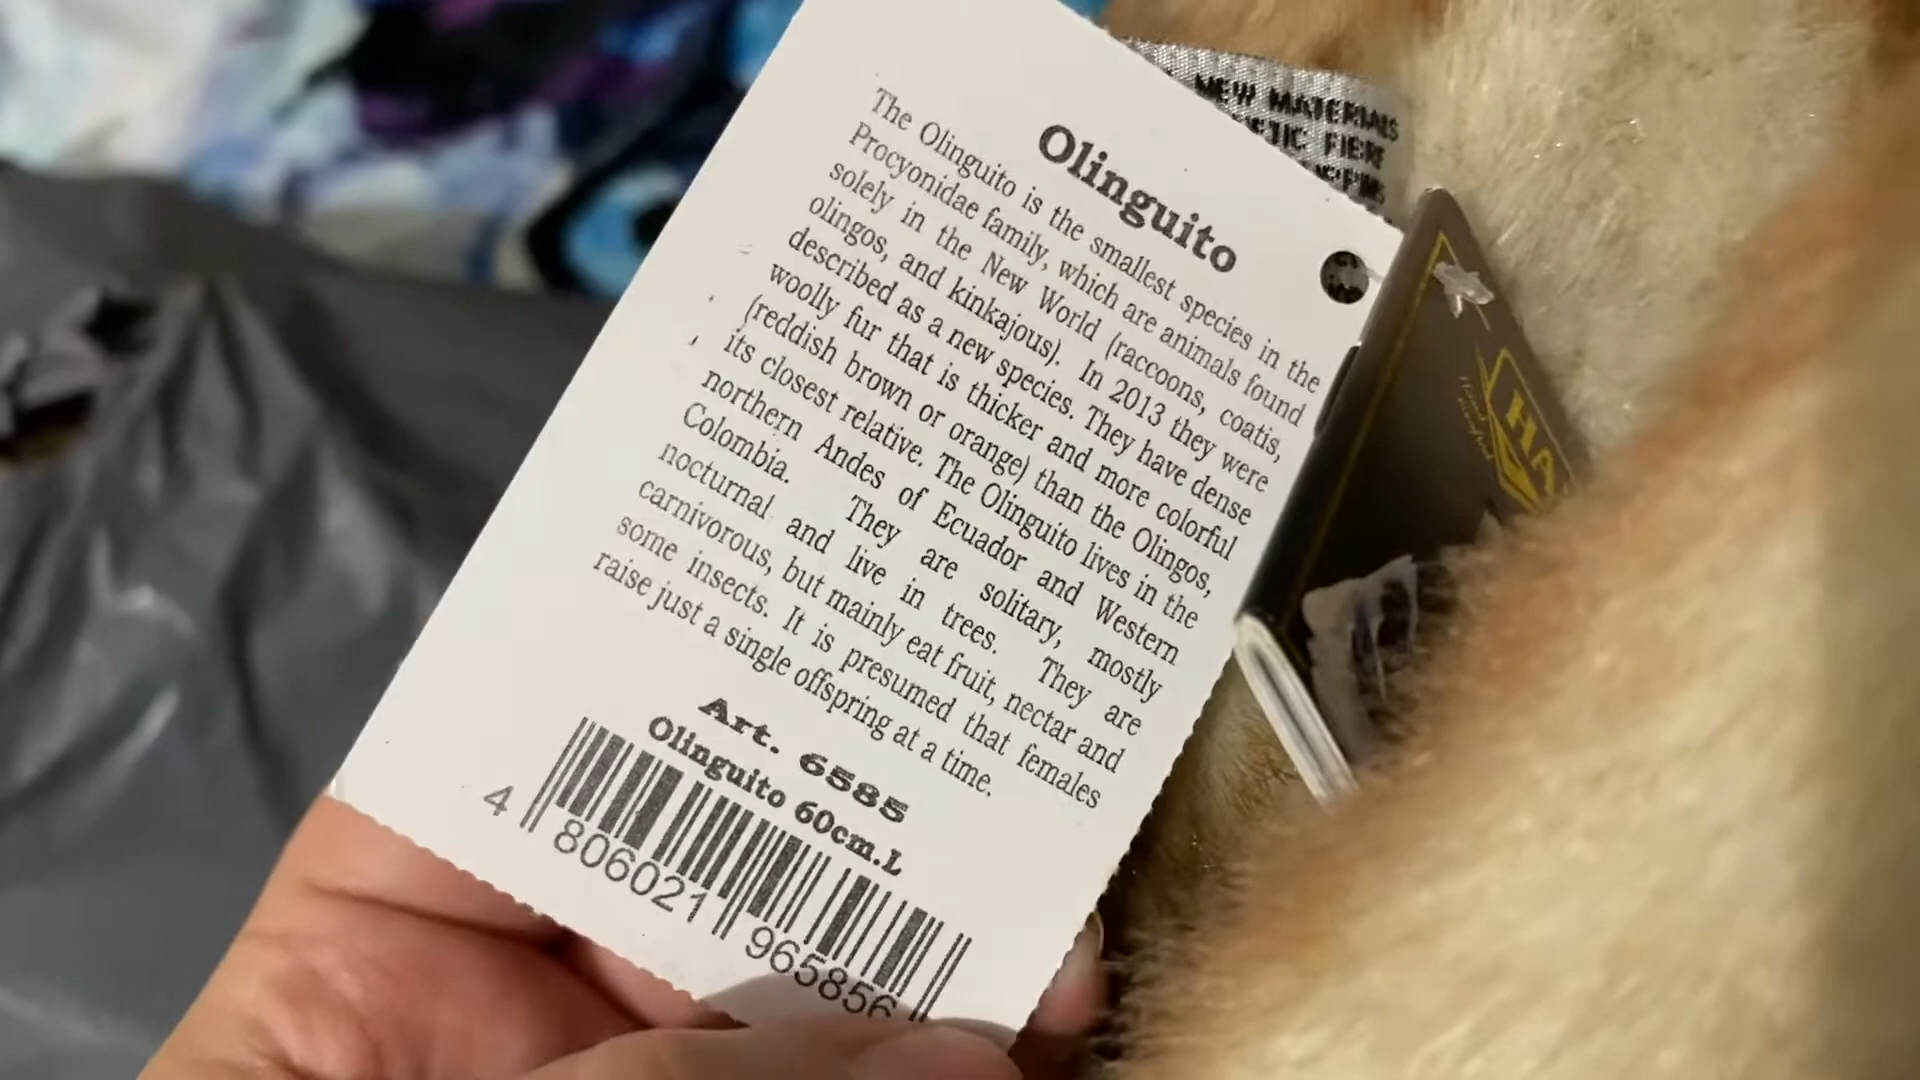 Olinguito
The Olinguito is the smallest species in the
Procyonidae family, which are animals found
solely in the New World (raccoons, coatis,
olingos, and kinkajous). In 2013 they were
described as a new species. They have dense
woolly fur that is thicker and more colorful
(reddish brown or orange) than the Olingos,
its closest relative. The Olinguito lives in the
northern Andes of Ecuador and Western
Colombia. They are solitary, mostly
nocturnal and live in trees. They are
carnivorous, but mainly eat fruit, nectar and
some insects. It is presumed that females
raise just a single offspring at a time.
Art. 6585
Olinguito 60cm.L
4 806021 965856
NEW MATERIALS
FIBRE
HA